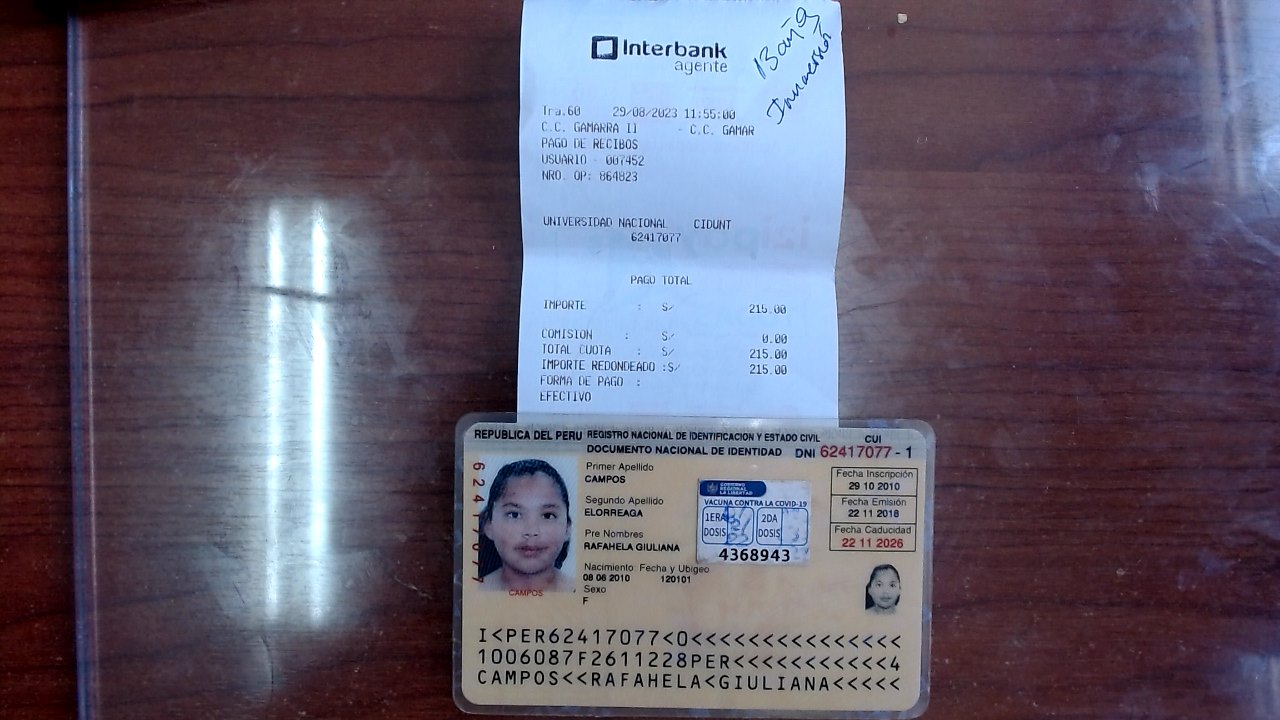 Interbank
agente
Tra.60 29/08/2023 11:55:00
C.C. GAMARRA II - C.C. GAMAR
PAGO DE RECIBOS
USUARIO - 007452
NRO. OP: 864823
UNIVERSIDAD NACIONAL CIDUNT
62417077
PAGO TOTAL
IMPORTE : S/ 215.00
COMISION : S/ 0.00
TOTAL CUOTA : S/ 215.00
IMPORTE REDONDEADO :S/ 215.00
FORMA DE PAGO :
EFECTIVO
REPUBLICA DEL PERU REGISTRO NACIONAL DE IDENTIFICACION Y ESTADO CIVIL CUI
DOCUMENTO NACIONAL DE IDENTIDAD DNI 62417077 - 1
62417077
Primer Apellido
CAMPOS
Segundo Apellido
ELORREAGA
Pre Nombres
RAFAHELA GIULIANA
Nacimiento: Fecha y Ubigeo
08 06 2010 120101
Sexo
F
CAMPOS
GOBIERNO REGIONAL
LA LIBERTAD
VACUNA CONTRA LA COVID-19
1ERA DOSIS
2DA DOSIS
4368943
Fecha Inscripción
29 10 2010
Fecha Emisión
22 11 2018
Fecha Caducidad
22 11 2026
I<PER62417077<0<<<<<<<<<<<<<<<
1006087F2611228PER<<<<<<<<<<<4
CAMPOS<<RAFAHELA<GIULIANA<<<<<